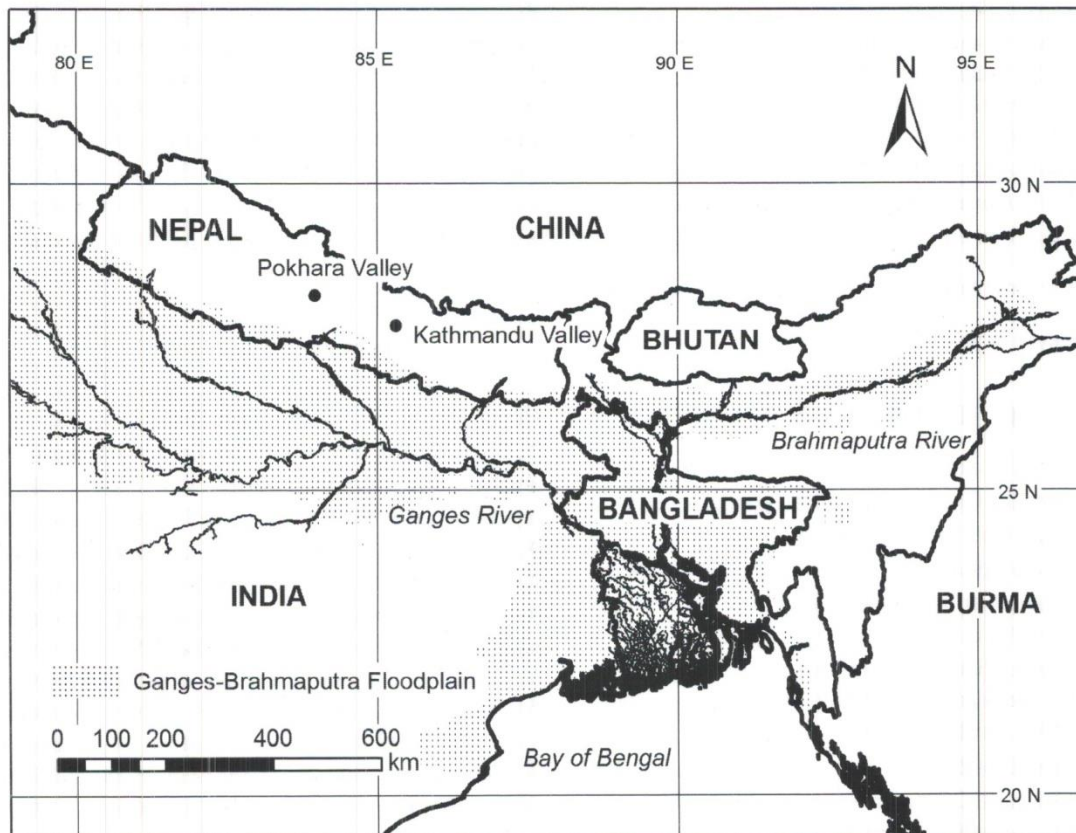 80 E
85 E
90 E
95 E
N
30 N
NEPAL
CHINA
Pokhara Valley
Kathmandu Valley
BHUTAN
Brahmaputra River
25 N
Ganges River
BANGLADESH
INDIA
BURMA
Ganges-Brahmaputra Floodplain
0 100 200 400 600
km
Bay of Bengal
20 N